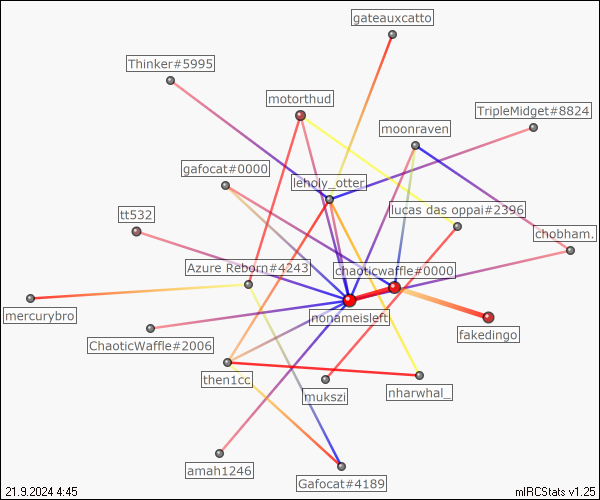 gateauxcatto
Thinker#5995
motorthud
TripleMidget#8824
moonraven
gafocat#0000
leholy_otter
lucas das oppai#2396
tt532
chobham.
Azure Reborn#4243
chaoticwaffle#0000
mercurybro
nonameisleft
fakedingo
ChaoticWaffle#2006
then1cc
mukszi
nharwhal_
amah1246
Gafocat#4189
21.9.2024 4:45
mIRCStats v1.25